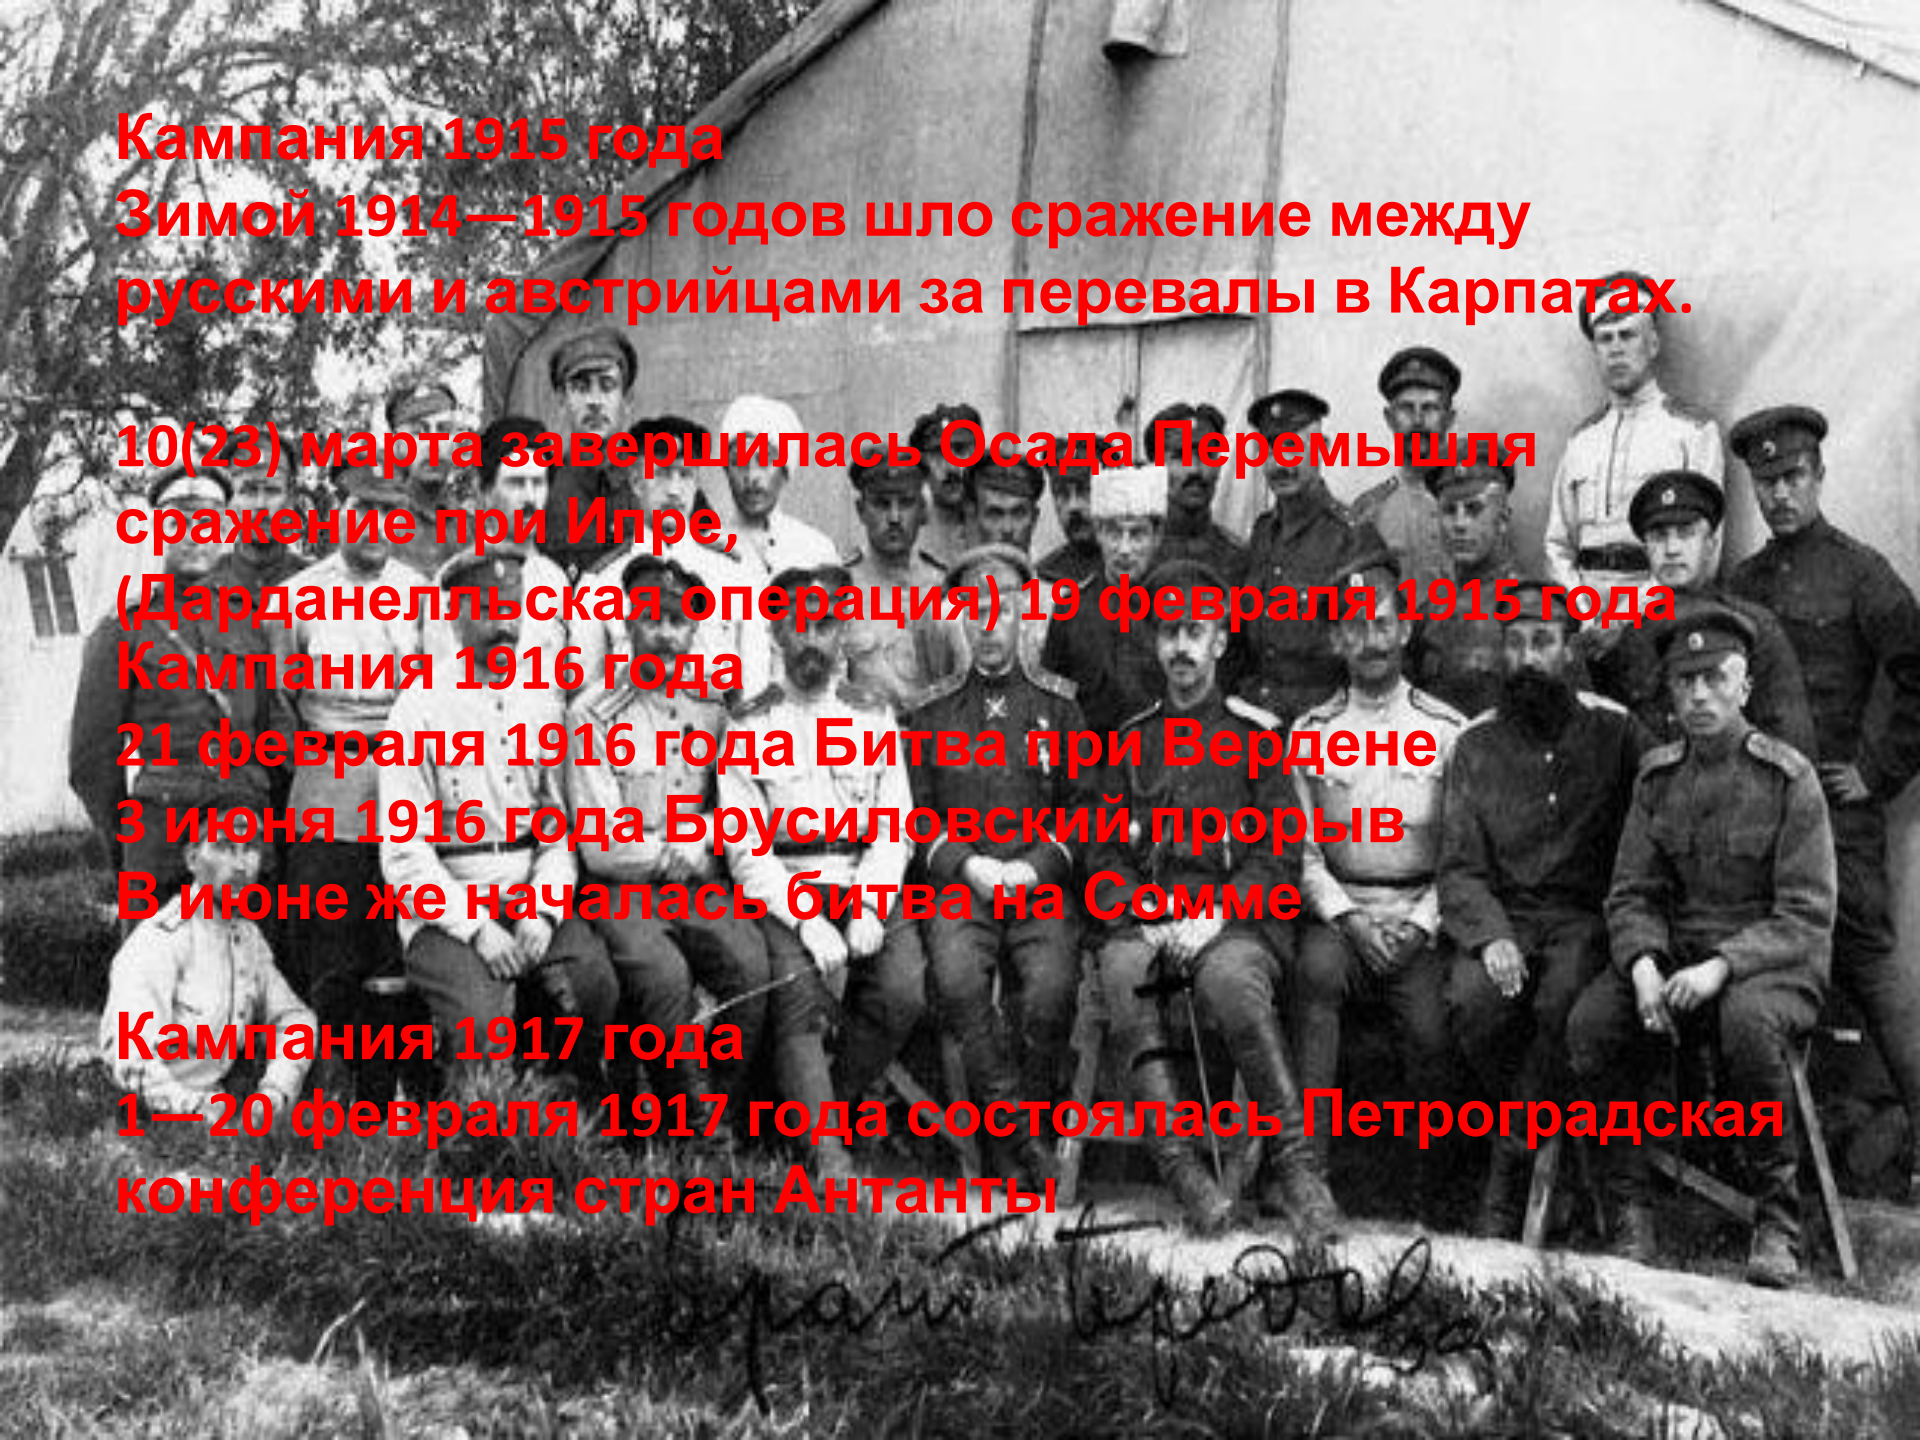 Кампания 1915 года
Зимой 1914—1915 годов шло сражение между
русскими и австрийцами за перевалы в Карпатах.
10(23) марта завершилась Осада Перемышля
сражение при Ипре,
(Дарданелльская операция) 19 февраля 1915 года
Кампания 1916 года
21 февраля 1916 года Битва при Вердене
3 июня 1916 года Брусиловский прорыв
В июне же началась битва на Сомме
Кампания 1917 года
1—20 февраля 1917 года состоялась Петроградская
конференция стран Антанты